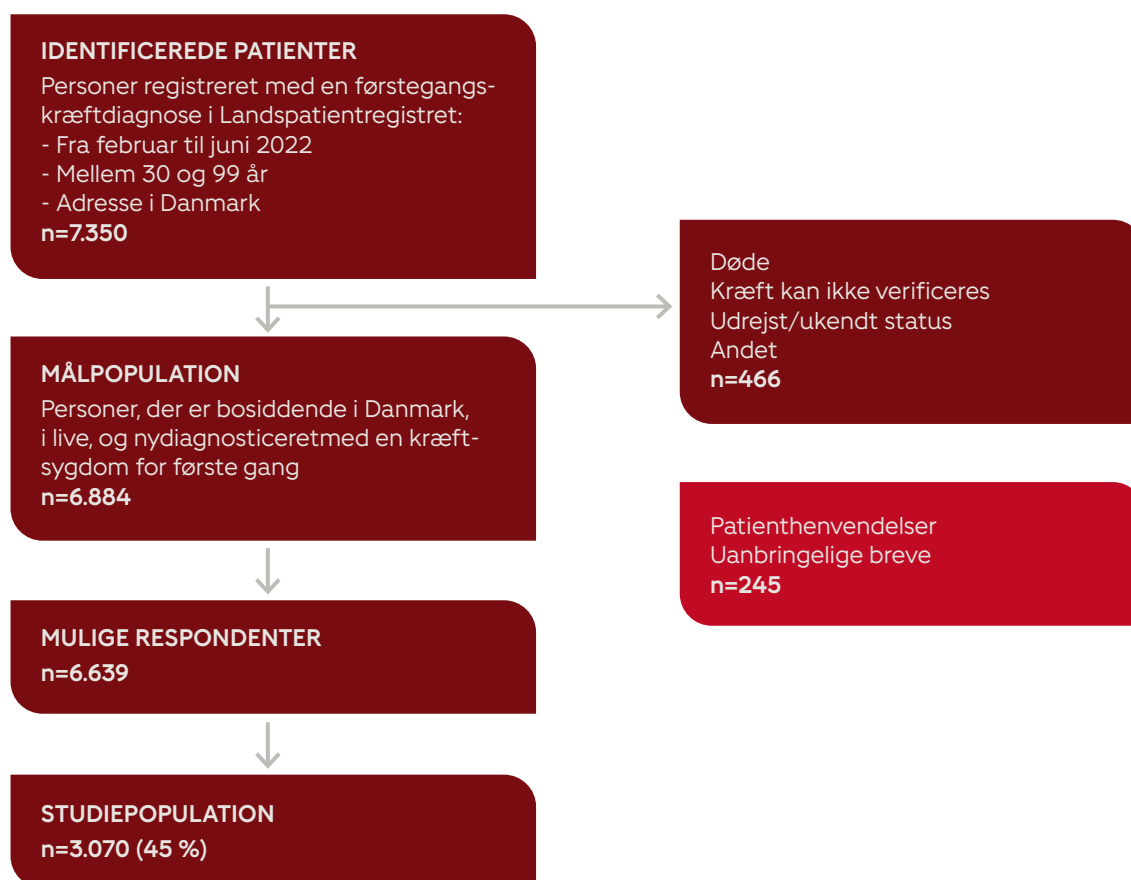 IDENTIFICEREDE PATIENTER
Personer registreret med en førstegangs-
kræftdiagnose i Landspatientregistret:
- Fra februar til juni 2022
- Mellem 30 og 99 år
- Adresse i Danmark
n=7.350
Døde
Kræft kan ikke verificeres
Udrejst/ukendt status
Andet
n=466
MÅLPOPULATION
Personer, der er bosiddende i Danmark,
i live, og nydiagnosticeretmed en kræft-
sygdom for første gang
n=6.884
Patienthenvendelser
Uanbringelige breve
n=245
MULIGE RESPONDENTER
n=6.639
STUDIEPOPULATION
n=3.070 (45 %)